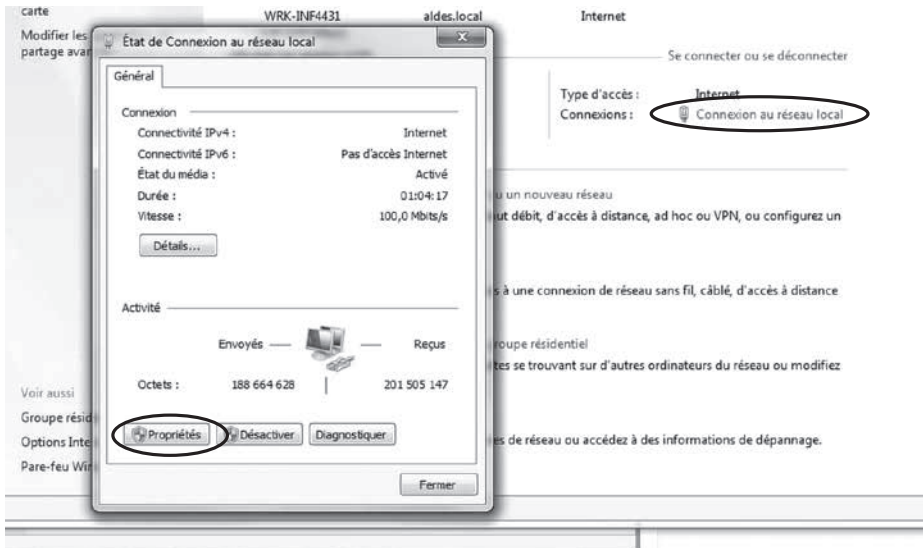 carte
WRK-INF4431 aldes.local Internet
Modifier les
partage avan
État de Connexion au réseau local
Se connecter ou se déconnecter
Général
Type d'accès : Internet
Connexions : Connexion au réseau local
Connexion
Connectivité IPv4 : Internet
Connectivité IPv6 : Pas d'accès Internet
État du média : Activé
Durée : 01:04:17
Vitesse : 100,0 Mbits/s
Détails...
un nouveau réseau
ut débit, d'accès à distance, ad hoc ou VPN, ou configurez un
s à une connexion de réseau sans fil, câblé, d'accès à distance
Activité
Envoyés Reçus
Octets : 188 664 628 201 505 147
roupe résidentiel
tes se trouvant sur d'autres ordinateurs du réseau ou modifiez
Voir aussi
Groupe résid
Options Inte
Pare-feu Win
Propriétés Désactiver Diagnostiquer
es de réseau ou accédez à des informations de dépannage.
Fermer